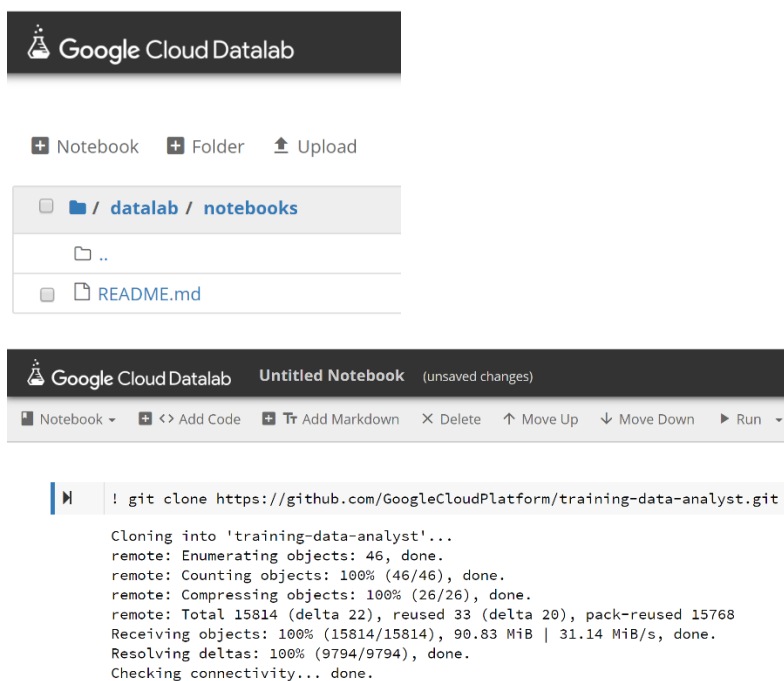 Google Cloud Datalab
Notebook Folder Upload
/ datalab / notebooks
..
README.md
Google Cloud Datalab Untitled Notebook (unsaved changes)
Notebook <> Add Code Tr Add Markdown Delete Move Up Move Down Run
! git clone https://github.com/GoogleCloudPlatform/training-data-analyst.git
Cloning into 'training-data-analyst'...
remote: Enumerating objects: 46, done.
remote: Counting objects: 100% (46/46), done.
remote: Compressing objects: 100% (26/26), done.
remote: Total 15814 (delta 22), reused 33 (delta 20), pack-reused 15768
Receiving objects: 100% (15814/15814), 90.83 MiB | 31.14 MiB/s, done.
Resolving deltas: 100% (9794/9794), done.
Checking connectivity... done.